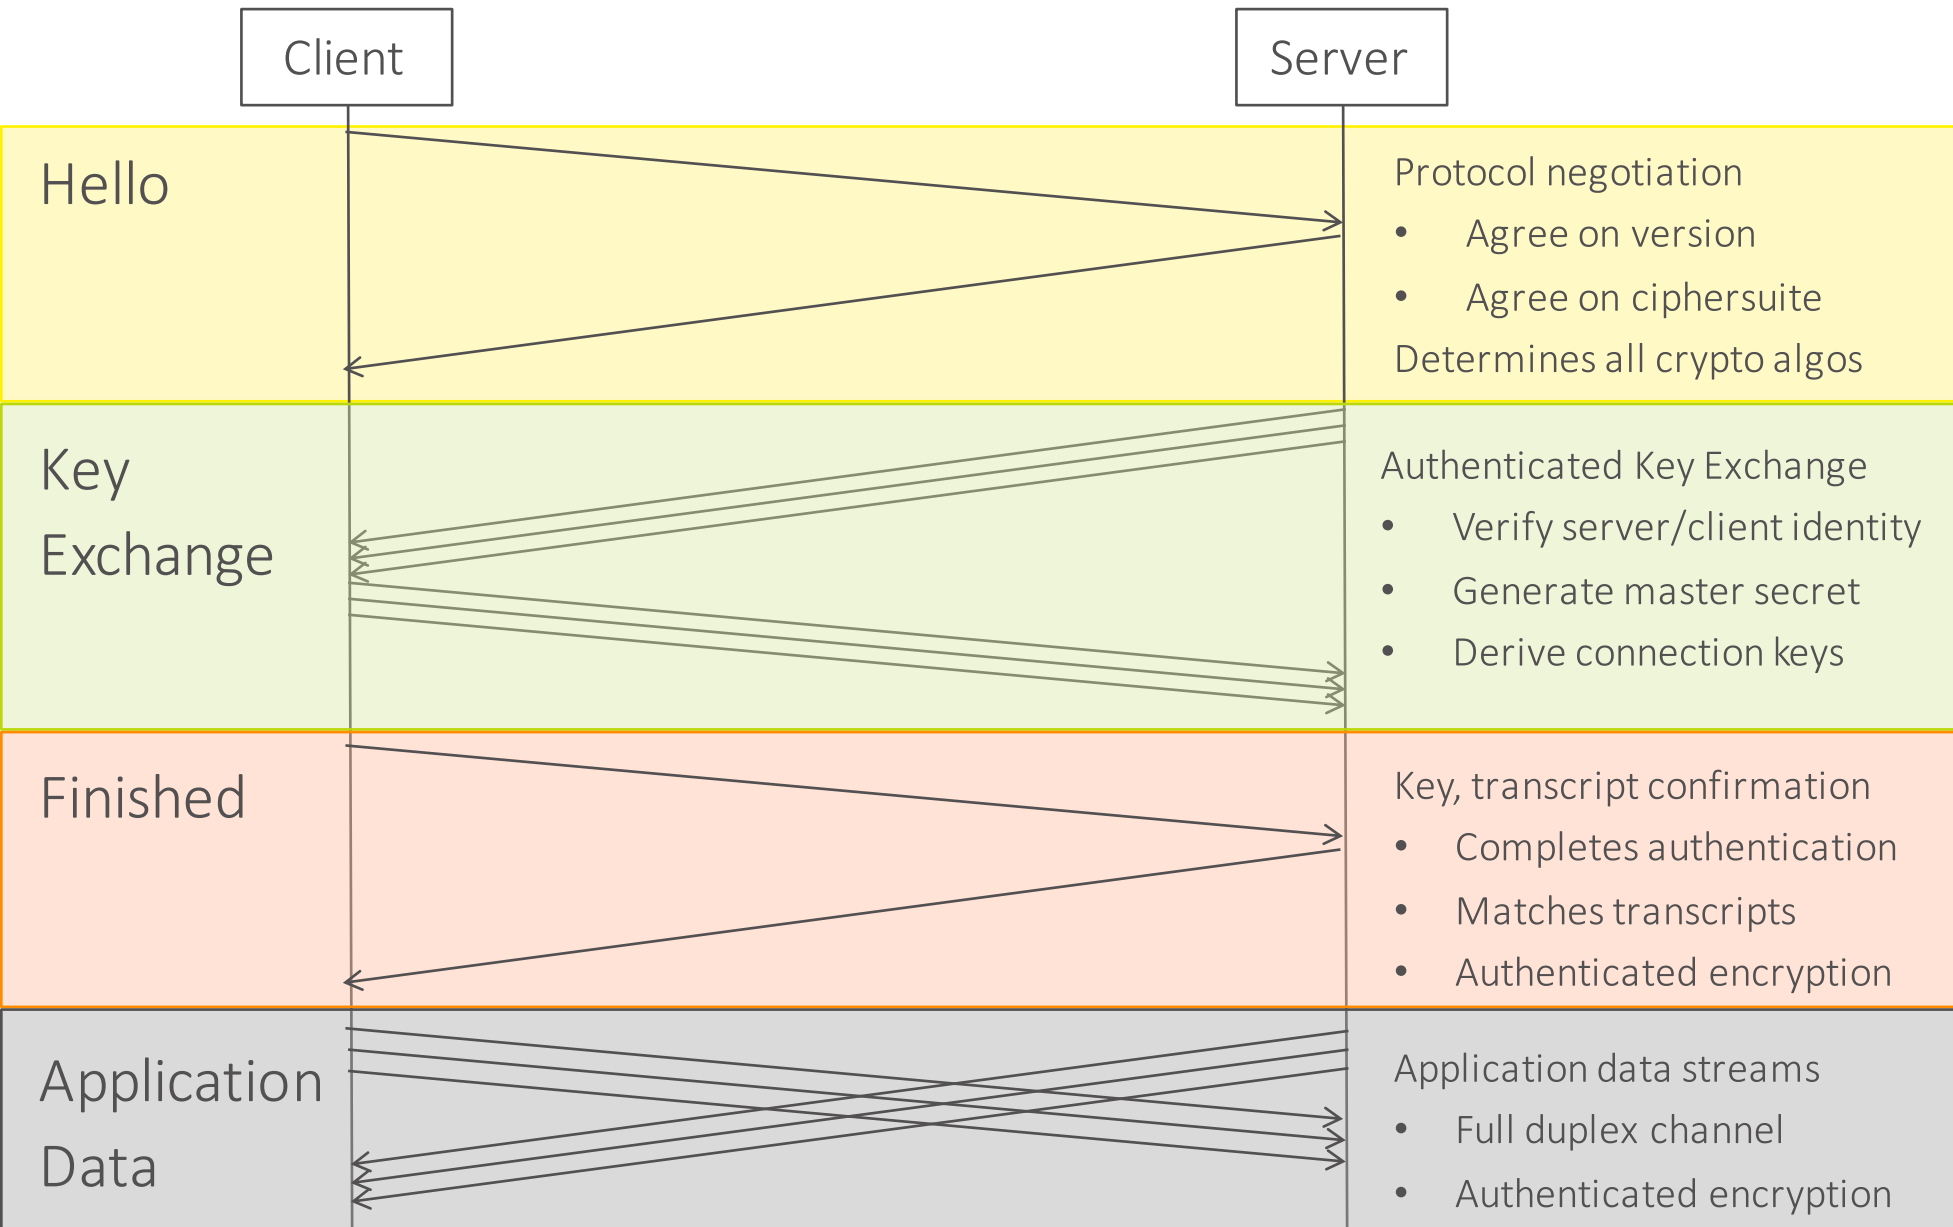 Client
Server
Hello
Protocol negotiation
• Agree on version
• Agree on ciphersuite
Determines all crypto algos
Key
Exchange
Authenticated Key Exchange
• Verify server/client identity
• Generate master secret
• Derive connection keys
Finished
Key, transcript confirmation
• Completes authentication
• Matches transcripts
• Authenticated encryption
Application
Data
Application data streams
• Full duplex channel
• Authenticated encryption